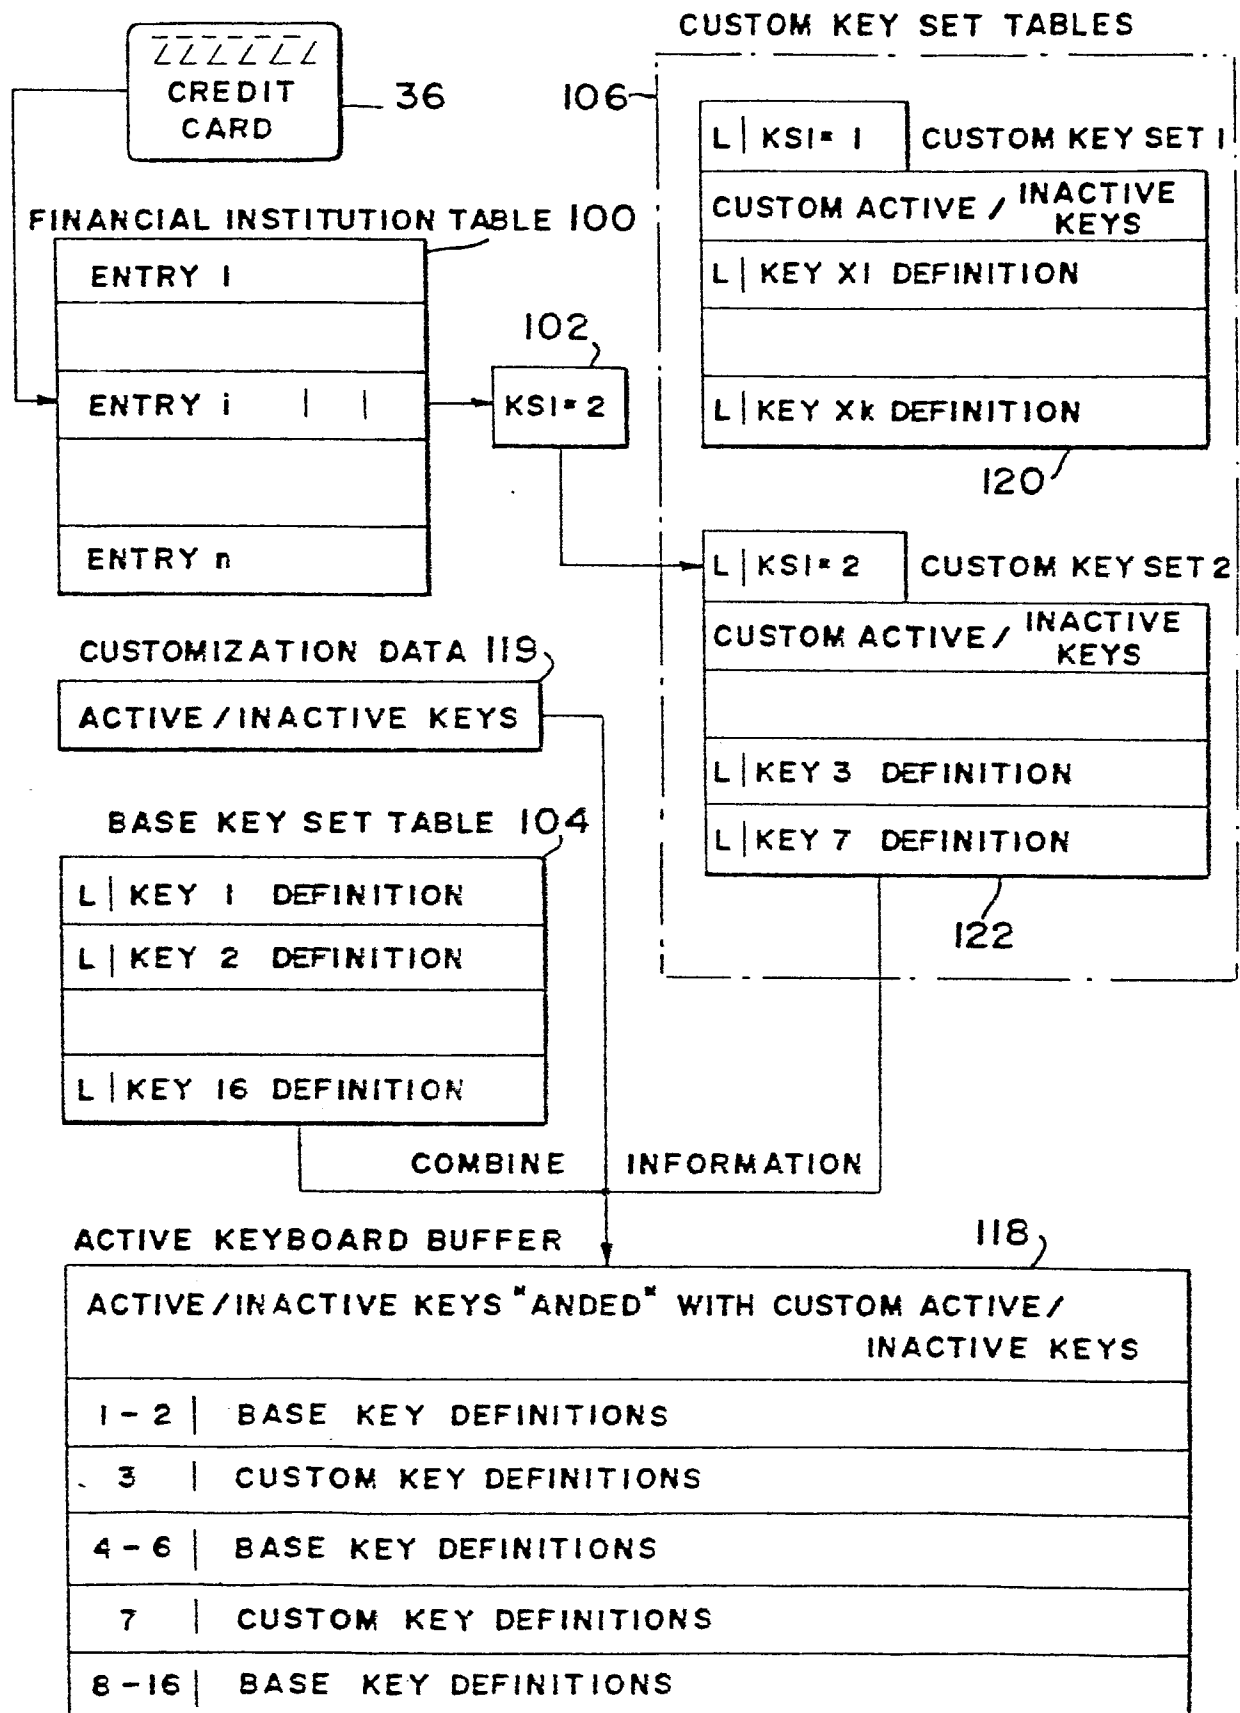 CUSTOM KEY SET TABLES
CREDIT
CARD
36
106
L | KSI = 1
CUSTOM KEY SET 1
CUSTOM ACTIVE / INACTIVE
KEYS
L | KEY X1 DEFINITION
L | KEY Xk DEFINITION
120
FINANCIAL INSTITUTION TABLE 100
ENTRY 1
ENTRY i | |
ENTRY n
102
KSI = 2
L | KSI = 2
CUSTOM KEY SET 2
CUSTOM ACTIVE / INACTIVE
KEYS
L | KEY 3 DEFINITION
L | KEY 7 DEFINITION
122
CUSTOMIZATION DATA 119
ACTIVE / INACTIVE KEYS
BASE KEY SET TABLE 104
L | KEY 1 DEFINITION
L | KEY 2 DEFINITION
L | KEY 16 DEFINITION
COMBINE INFORMATION
ACTIVE KEYBOARD BUFFER
118
ACTIVE / INACTIVE KEYS "ANDED" WITH CUSTOM ACTIVE /
INACTIVE KEYS
1 - 2 | BASE KEY DEFINITIONS
3 | CUSTOM KEY DEFINITIONS
4 - 6 | BASE KEY DEFINITIONS
7 | CUSTOM KEY DEFINITIONS
8 - 16 | BASE KEY DEFINITIONS